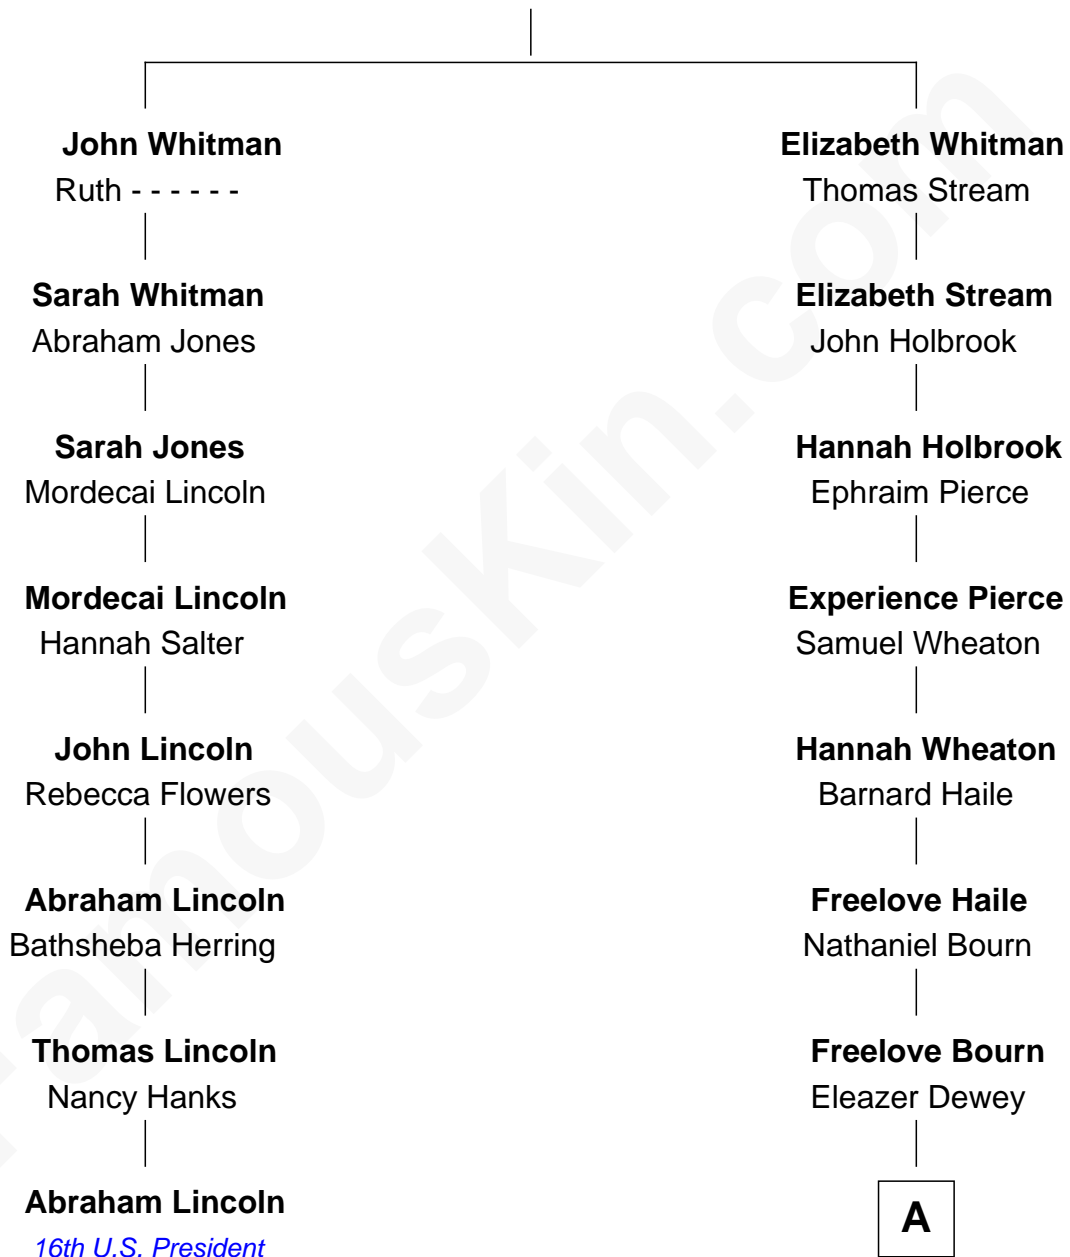 John Whitman
Ruth - - - - - -
Sarah Whitman
Abraham Jones
Sarah Jones
Mordecai Lincoln
Mordecai Lincoln
Hannah Salter
John Lincoln
Rebecca Flowers
Abraham Lincoln
Bathsheba Herring
Thomas Lincoln
Nancy Hanks
Abraham Lincoln
16th U.S. President
Elizabeth Whitman
Thomas Stream
Elizabeth Stream
John Holbrook
Hannah Holbrook
Ephraim Pierce
Experience Pierce
Samuel Wheaton
Hannah Wheaton
Barnard Haile
Freelove Haile
Nathaniel Bourn
Freelove Bourn
Eleazer Dewey
A
FamousKin.com